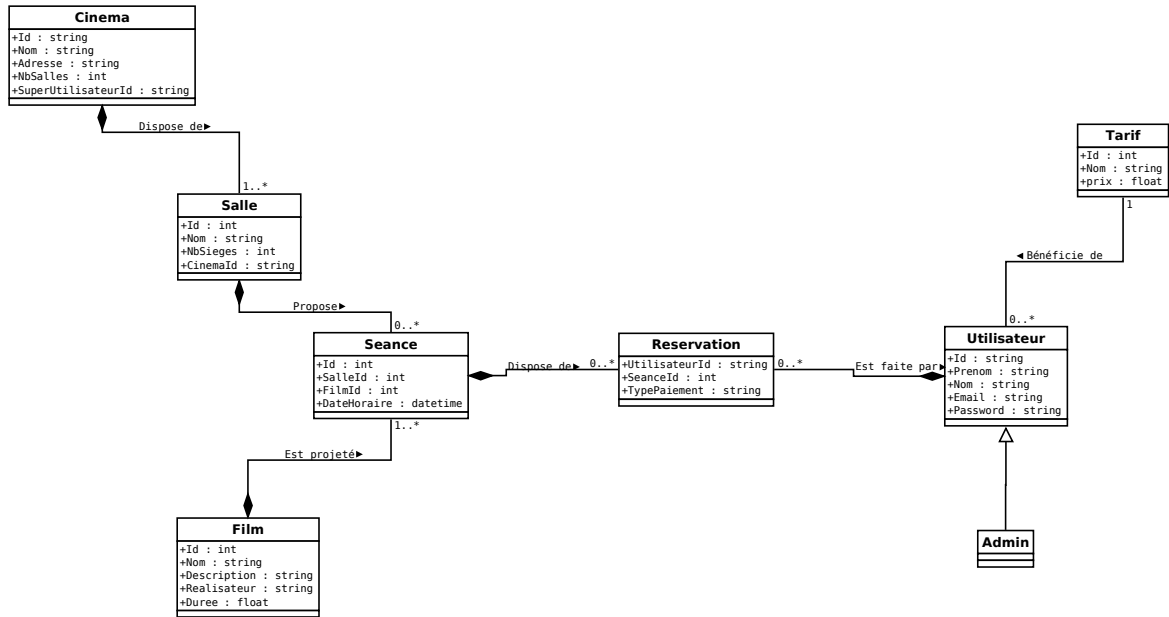 Cinema
+Id : string
+Nom : string
+Adresse : string
+NbSalles : int
+SuperUtilisateurId : string
Dispose de►
1..*
Salle
+Id : int
+Nom : string
+NbSieges : int
+CinemaId : string
Propose►
0..*
Seance
+Id : int
+SalleId : int
+FilmId : int
+DateHoraire : datetime
1..*
Est projeté►
Film
+Id : int
+Nom : string
+Description : string
+Realisateur : string
+Duree : float
Dispose de►
0..*
Reservation
+UtilisateurId : string
+SeanceId : int
+TypePaiement : string
0..*
Est faite par►
Tarif
+Id : int
+Nom : string
+prix : float
1
◄ Bénéficie de
0..*
Utilisateur
+Id : string
+Prenom : string
+Nom : string
+Email : string
+Password : string
Admin